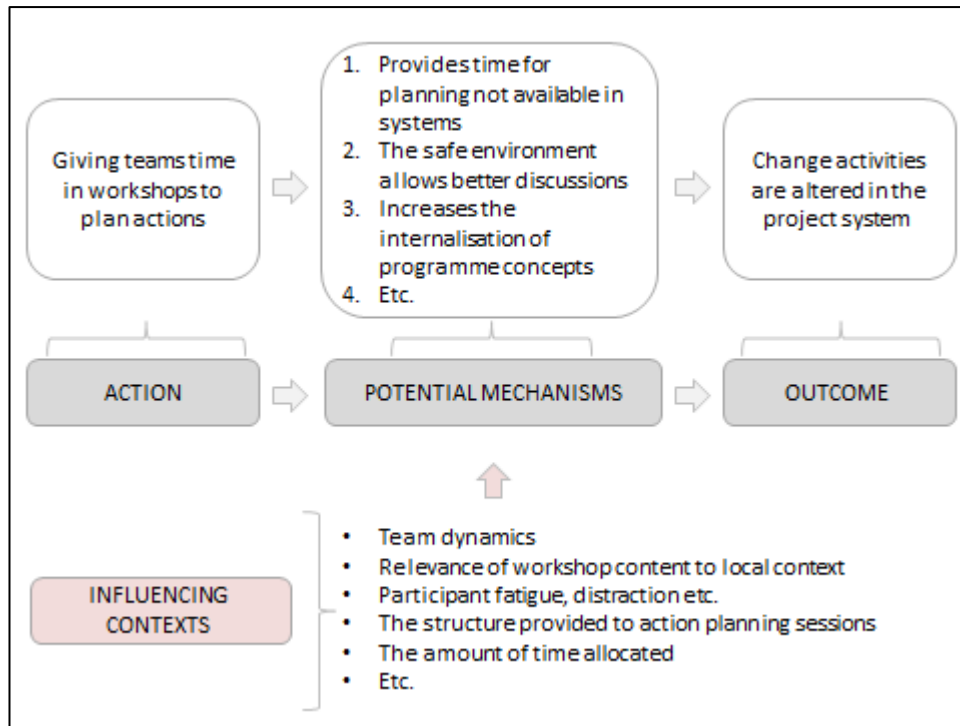 Giving teams time
in workshops to
plan actions
1. Provides time for
planning not available in
systems
2. The safe environment
allows better discussions
3. Increases the
internalisation of
programme concepts
4. Etc.
Change activities
are altered in the
project system
ACTION
POTENTIAL MECHANISMS
OUTCOME
INFLUENCING
CONTEXTS
• Team dynamics
• Relevance of workshop content to local context
• Participant fatigue, distraction etc.
• The structure provided to action planning sessions
• The amount of time allocated
• Etc.